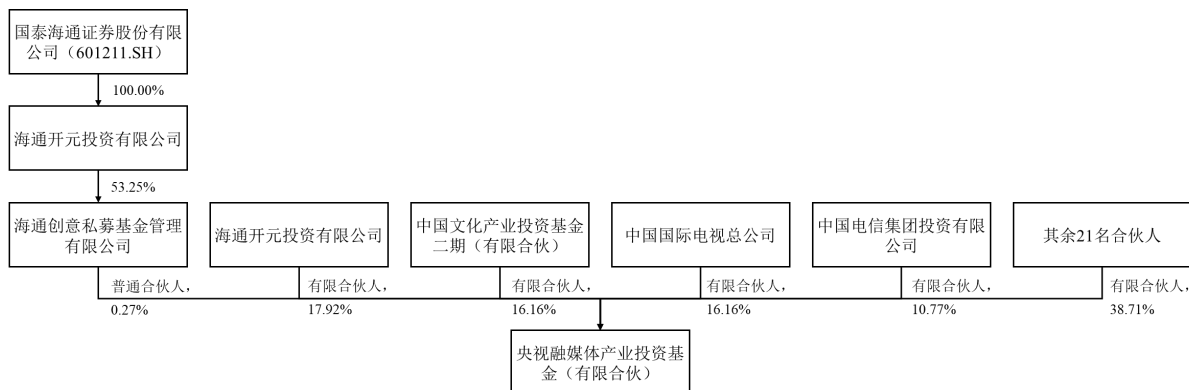 国泰海通证券股份有限
公司（601211.SH）
100.00%
海通开元投资有限公司
53.25%
海通创意私募基金管理
有限公司
海通开元投资有限公司
中国文化产业投资基金
二期（有限合伙）
中国国际电视总公司
中国电信集团投资有限
公司
其余21名合伙人
普通合伙人，
0.27%
有限合伙人，
17.92%
有限合伙人，
16.16%
有限合伙人，
16.16%
有限合伙人，
10.77%
有限合伙人，
38.71%
央视融媒体产业投资基
金（有限合伙）